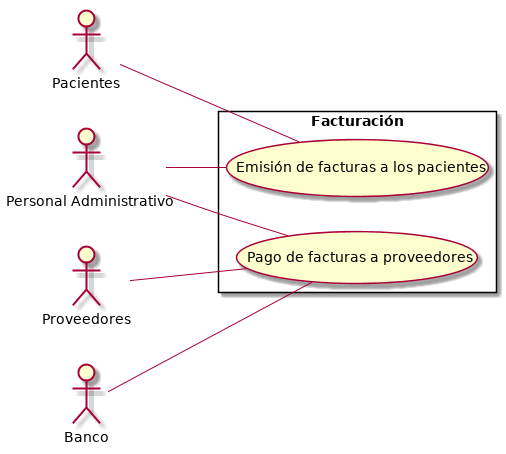 Pacientes
Facturación
Emisión de facturas a los pacientes
Personal Administrativo
Pago de facturas a proveedores
Proveedores
Banco